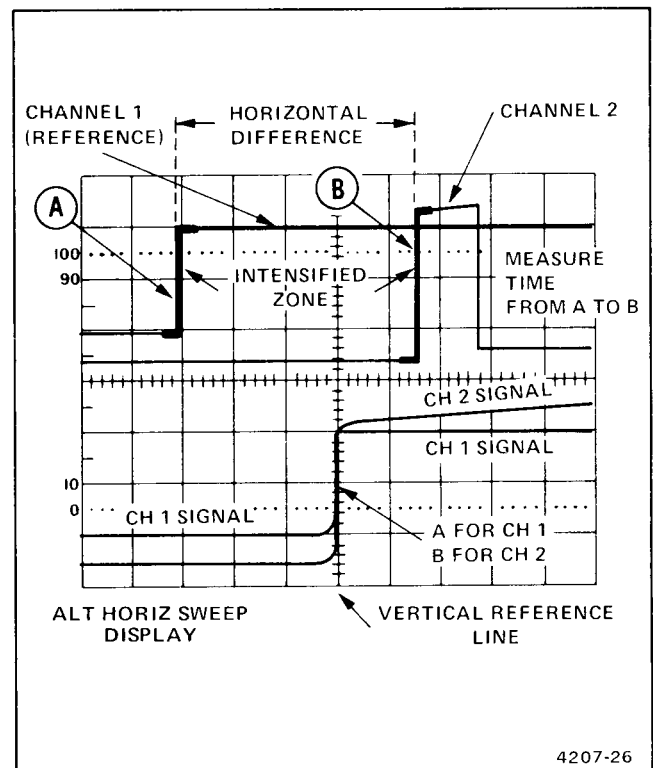 CHANNEL 1
(REFERENCE)
HORIZONTAL
DIFFERENCE
CHANNEL 2
A
B
100
90
INTENSIFIED
ZONE
MEASURE
TIME
FROM A TO B
CH 2 SIGNAL
CH 1 SIGNAL
10
0
CH 1 SIGNAL
A FOR CH 1
B FOR CH 2
ALT HORIZ SWEEP
DISPLAY
VERTICAL REFERENCE
LINE
4207-26